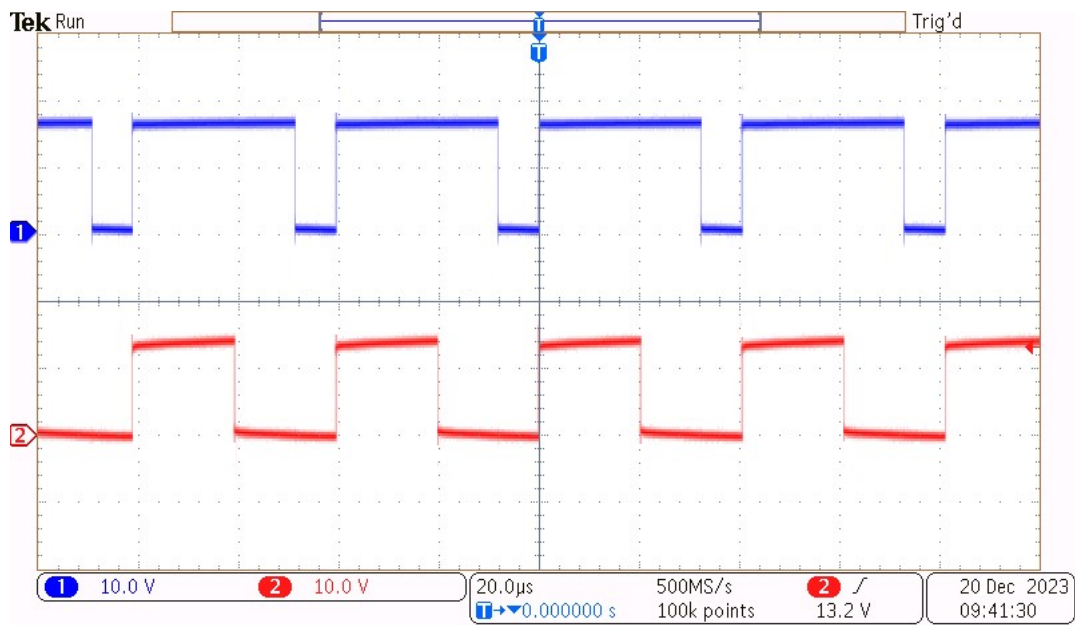 Tek Run Trig'd
T
T
1
2
1 10.0 V 2 10.0 V 20.0µs 500MS/s 2 20 Dec 2023
T→▼0.000000 s 100k points 13.2 V 09:41:30